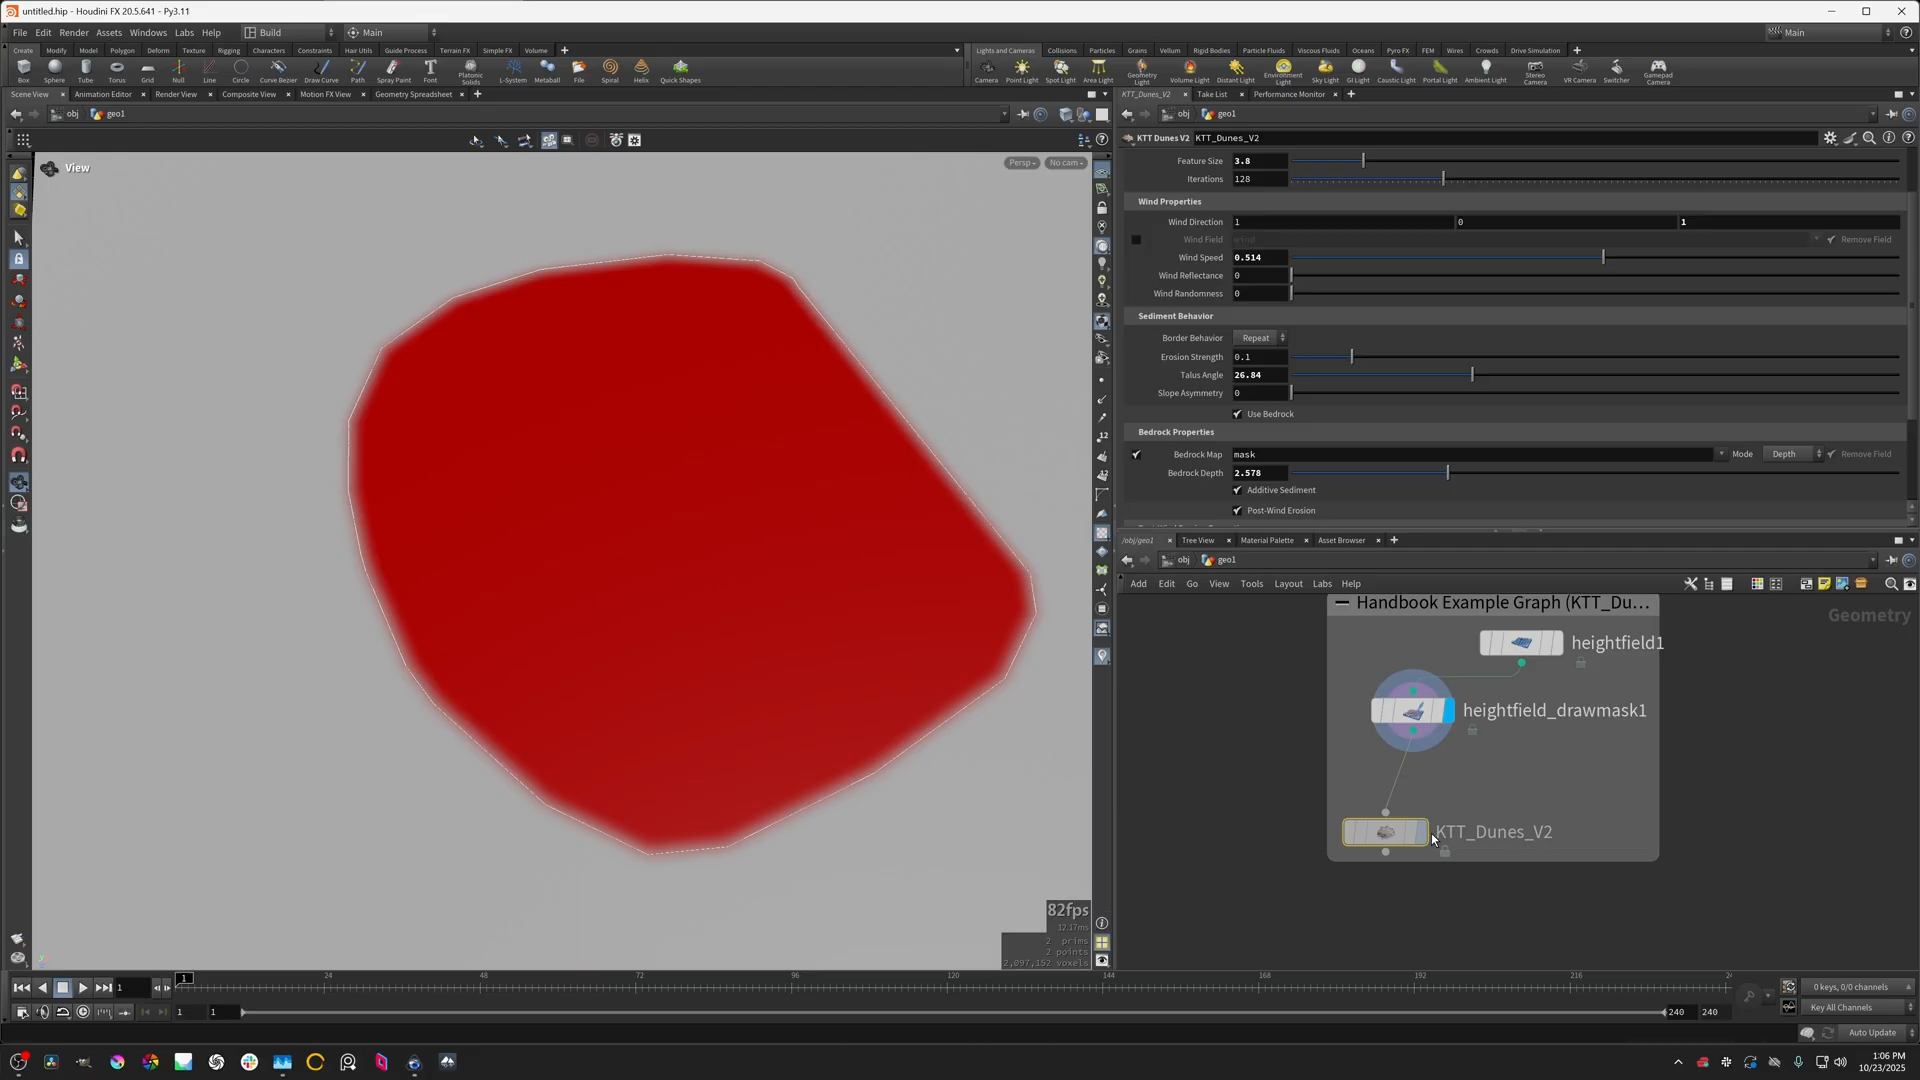 untitled.hip - Houdini FX 20.5.641 - Py3.11
File Edit Render Assets Windows Labs Help Build Main Main
Create Modify Model Polygon Deform Texture Rigging Characters Constraints Hair Utils Guide Process Terrain FX Simple FX Volume
Lights and Cameras Collisions Particles Grains Vellum Rigid Bodies Particle Fluids Viscous Fluids Oceans Pyro FX FEM Wires Crowds Drive Simulation
Box Sphere Tube Torus Grid Null Line Circle Curve Bezier Draw Curve Path Spray Paint Font Platonic Solids L-System Metaball File Spiral Helix Quick Shapes
Camera Point Light Spot Light Area Light Geometry Light Volume Light Distant Light Environment Light Sky Light GI Light Caustic Light Portal Light Ambient Light Stereo Camera VR Camera Switcher Gamepad Camera
Scene View Animation Editor Render View Composite View Motion FX View Geometry Spreadsheet
KTT_Dunes_V2 Take List Performance Monitor
obj geo1
obj geo1
View
Persp No cam
KTT Dunes V2 KTT_Dunes_V2
Feature Size 3.8
Iterations 128
Wind Properties
Wind Direction 1 0 1
Wind Field wind Remove Field
Wind Speed 0.514
Wind Reflectance 0
Wind Randomness 0
Sediment Behavior
Border Behavior Repeat
Erosion Strength 0.1
Talus Angle 26.84
Slope Asymmetry 0
Use Bedrock
Bedrock Properties
Bedrock Map mask Mode Depth Remove Field
Bedrock Depth 2.578
Additive Sediment
Post-Wind Erosion
/obj/geo1 Tree View Material Palette Asset Browser
obj geo1
Add Edit Go View Tools Layout Labs Help
Handbook Example Graph (KTT_Du...
Geometry
heightfield1
heightfield_drawmask1
KTT_Dunes_V2
82fps
12.17ms
2 prims
2 points
2,097,152 voxels
1 24 48 72 96 120 144 168 192 216
1
0 keys, 0/0 channels
1 1 240 240
Key All Channels
Auto Update
1:06 PM
10/23/2025